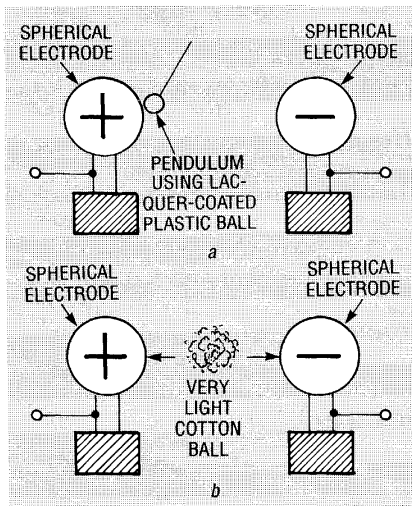 SPHERICAL
ELECTRODE
SPHERICAL
ELECTRODE
+
−
PENDULUM
USING LAC-
QUER-COATED
PLASTIC BALL
a
SPHERICAL
ELECTRODE
SPHERICAL
ELECTRODE
+
−
VERY
LIGHT
COTTON
BALL
b